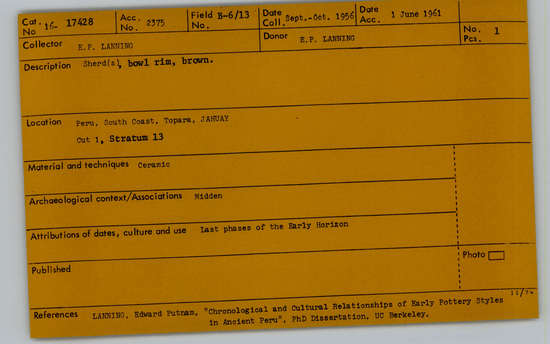 Cat. No 16- 17428 Acc. No. 2375 Field No. B-6/13 Date Coll. Sept.-Oct. 1956 Date Acc. 1 June 1961
Collector E.P. LANNING Donor E.P. LANNING No. Pcs. 1
Description Sherd(s), bowl rim, brown.
Location Peru, South Coast, Topara, JAHUAY
Cut 1, Stratum 13
Material and techniques Ceramic
Archaeological context/Associations Midden
Attributions of dates, culture and use Last phases of the Early Horizon
Published Photo
References LANNING, Edward Putnam, "Chronological and Cultural Relationships of Early Pottery Styles
in Ancient Peru". PhD Dissertation, UC Berkeley.